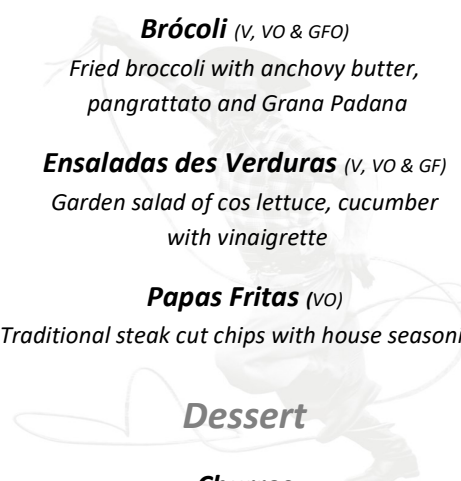 Brócoli (V, VO & GFO)
Fried broccoli with anchovy butter,
pangrattato and Grana Padana
Ensaladas des Verduras (V, VO & GF)
Garden salad of cos lettuce, cucumber
with vinaigrette
Papas Fritas (VO)
Traditional steak cut chips with house
Dessert